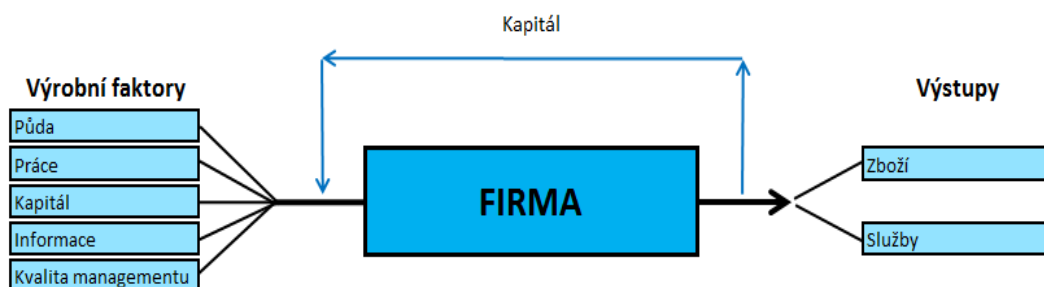 Kapitál
Výrobní faktory
Půda
Práce
Kapitál
Informace
Kvalita managementu
FIRMA
Výstupy
Zboží
Služby